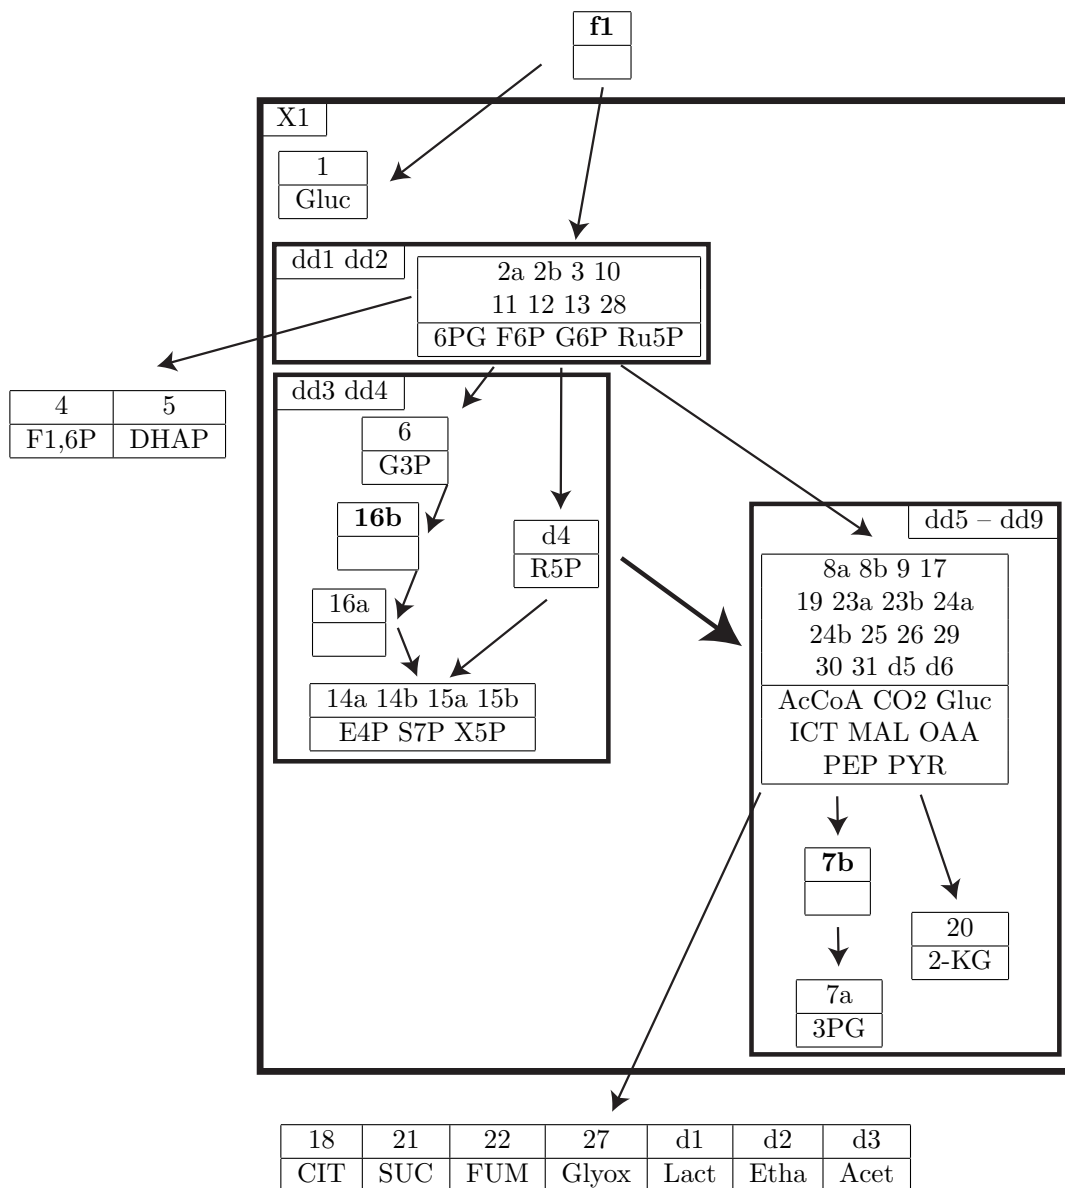 f1
X1
1
Gluc
dd1 dd2
2a 2b 3 10
11 12 13 28
6PG F6P G6P Ru5P
4 5
F1,6P DHAP
dd3 dd4
6
G3P
16b
d4
R5P
16a
14a 14b 15a 15b
E4P S7P X5P
dd5 – dd9
8a 8b 9 17
19 23a 23b 24a
24b 25 26 29
30 31 d5 d6
AcCoA CO2 Gluc
ICT MAL OAA
PEP PYR
7b
20
2-KG
7a
3PG
18 21 22 27 d1 d2 d3
CIT SUC FUM Glyox Lact Etha Acet